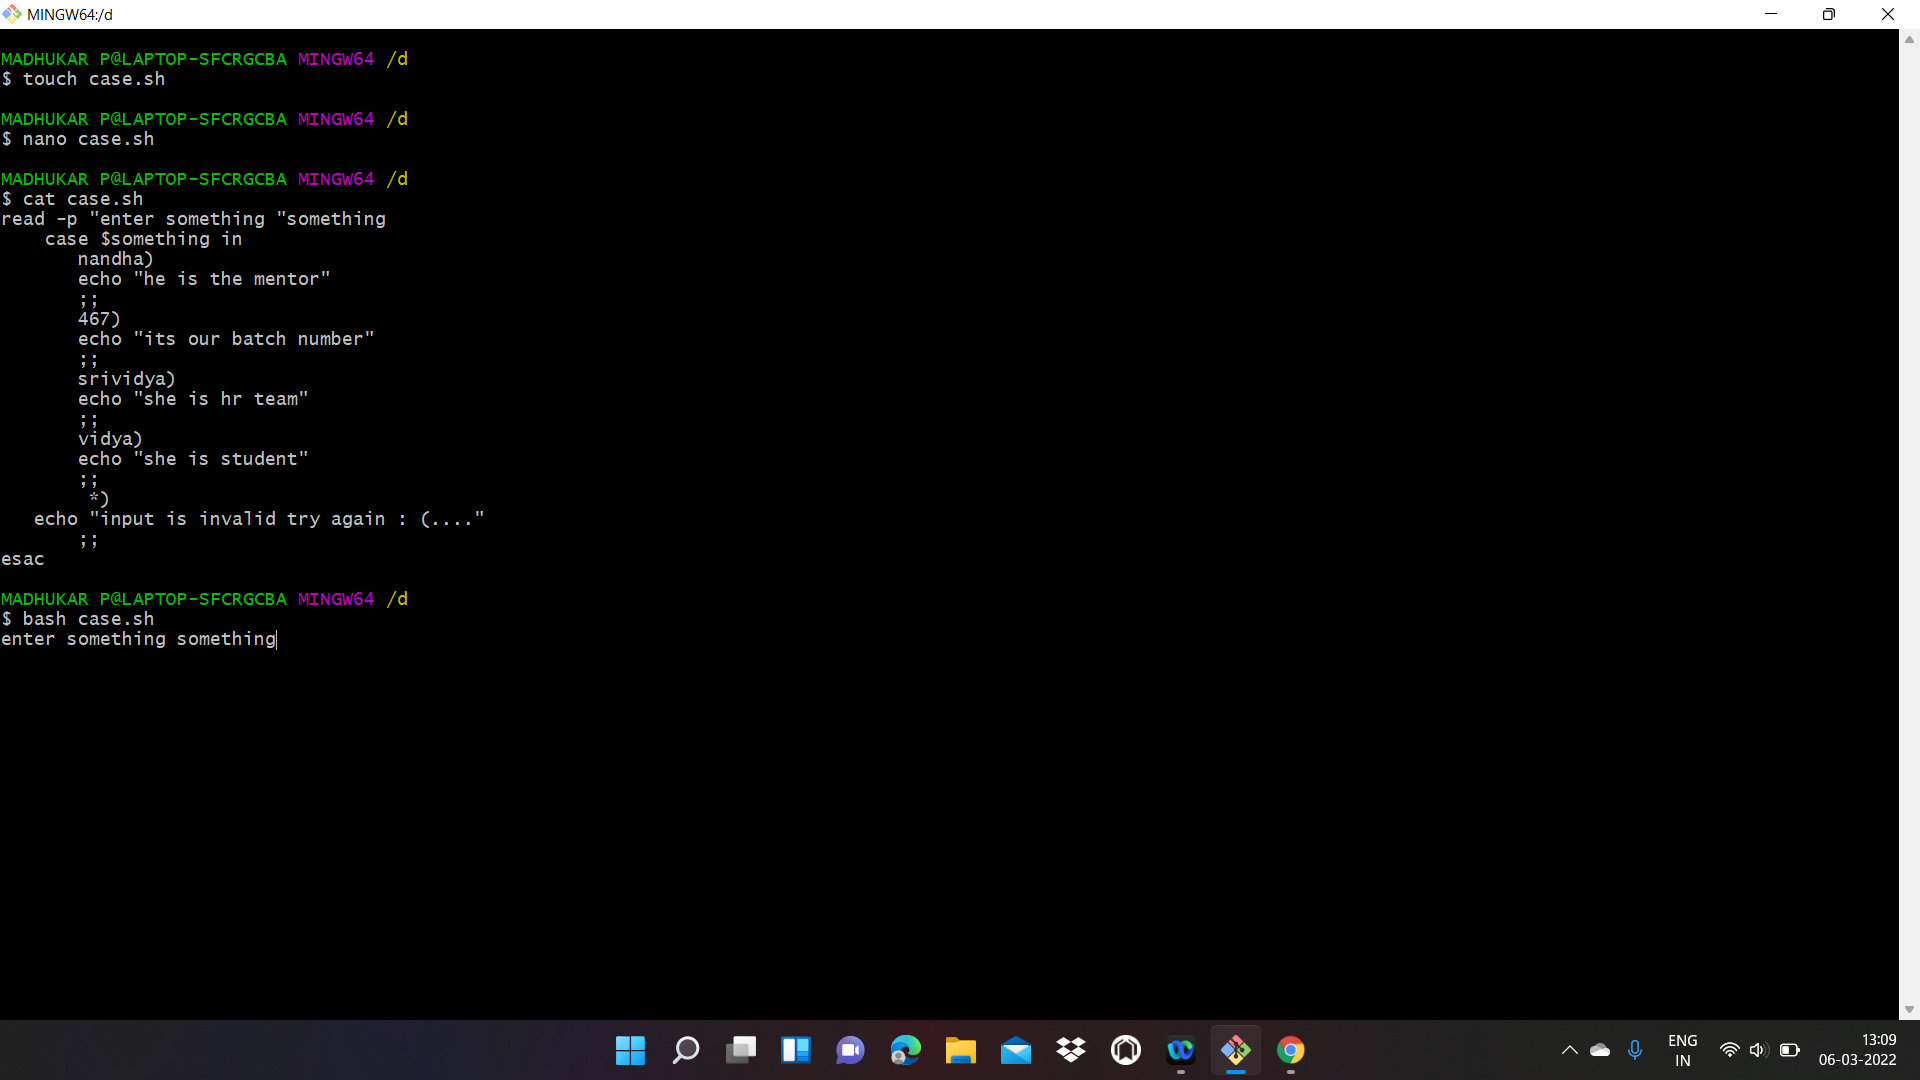 MINGW64:/d
MADHUKAR P@LAPTOP-SFCRGCBA MINGW64 /d
$ touch case.sh
MADHUKAR P@LAPTOP-SFCRGCBA MINGW64 /d
$ nano case.sh
MADHUKAR P@LAPTOP-SFCRGCBA MINGW64 /d
$ cat case.sh
read -p "enter something "something
case $something in
nandha)
echo "he is the mentor"
;;
467)
echo "its our batch number"
;;
srividya)
echo "she is hr team"
;;
vidya)
echo "she is student"
;;
*)
echo "input is invalid try again : (...."
;;
esac
MADHUKAR P@LAPTOP-SFCRGCBA MINGW64 /d
$ bash case.sh
enter something something
ENG
IN
13:09
06-03-2022